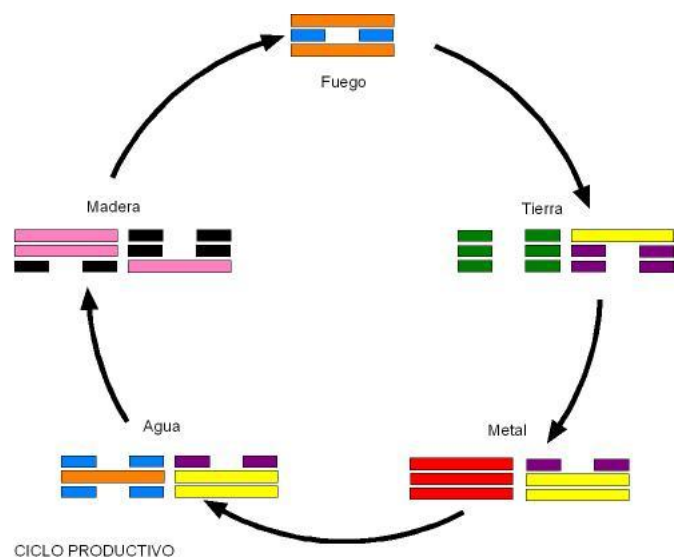 Fuego
Madera
Tierra
Agua
Metal
CICLO PRODUCTIVO